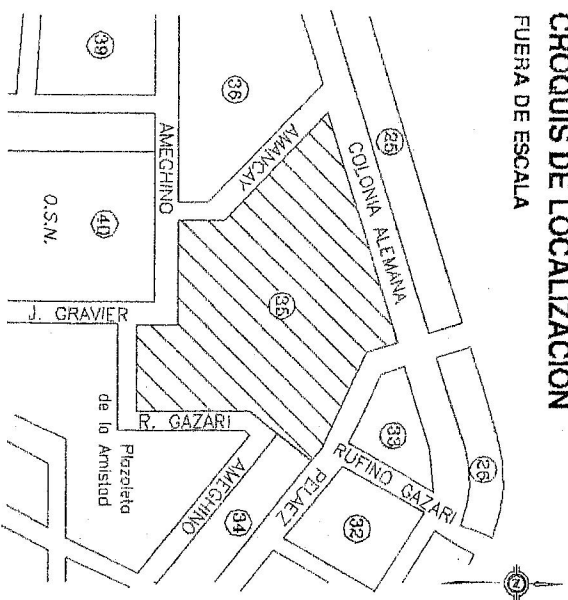 CROQUIS DE LOCALIZACION
FUERA DE ESCALA
39
36
25
AMANCAY
COLONIA ALEMANA
AMEGHINO
40
O.S.N.
35
J. GRAVIER
R. GAZARI
33
26
RUFINO GAZARI
PELAEZ
32
34
AMEGHINO
Plazoleta
de la Amistad
N